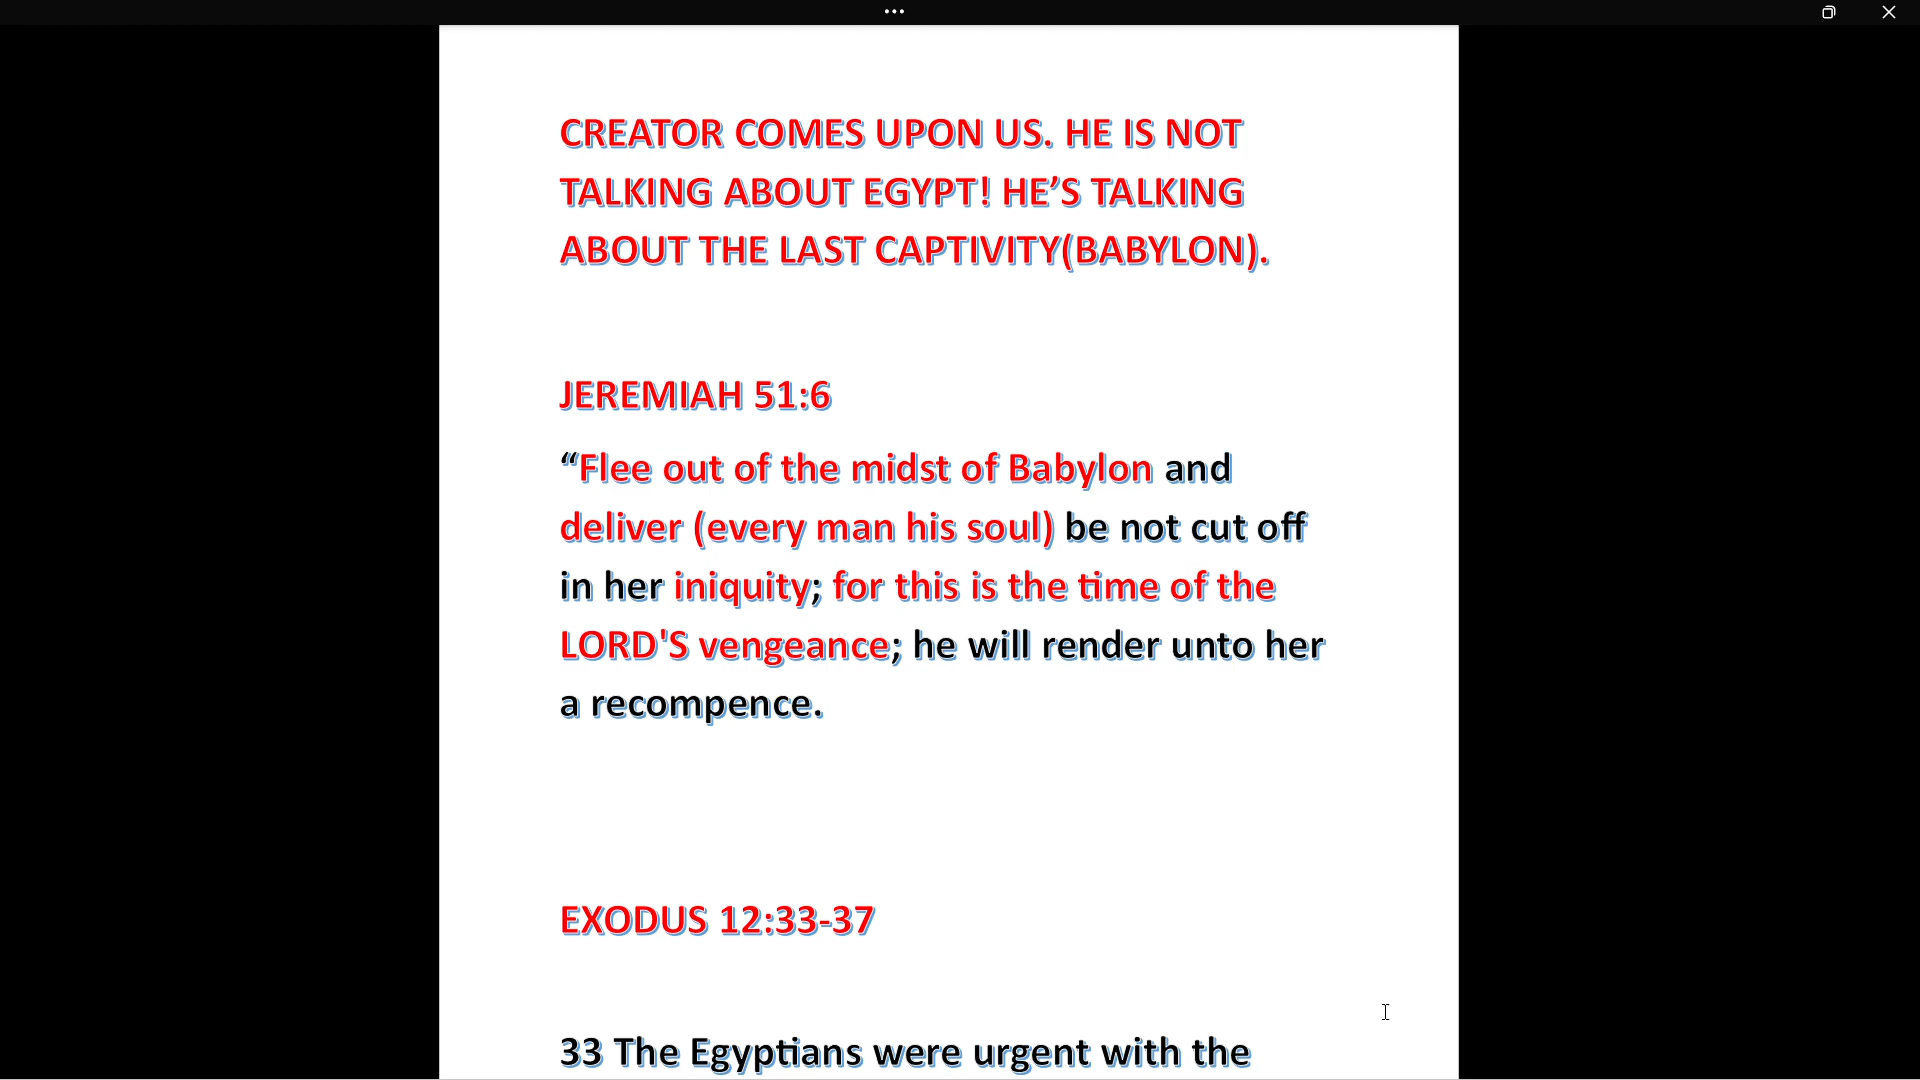 CREATOR COMES UPON US. HE IS NOT
TALKING ABOUT EGYPT! HE’S TALKING
ABOUT THE LAST CAPTIVITY(BABYLON).
JEREMIAH 51:6
“Flee out of the midst of Babylon and
deliver (every man his soul) be not cut off
in her iniquity; for this is the time of the
LORD'S vengeance; he will render unto her
a recompence.
EXODUS 12:33-37
33 The Egyptians were urgent with the